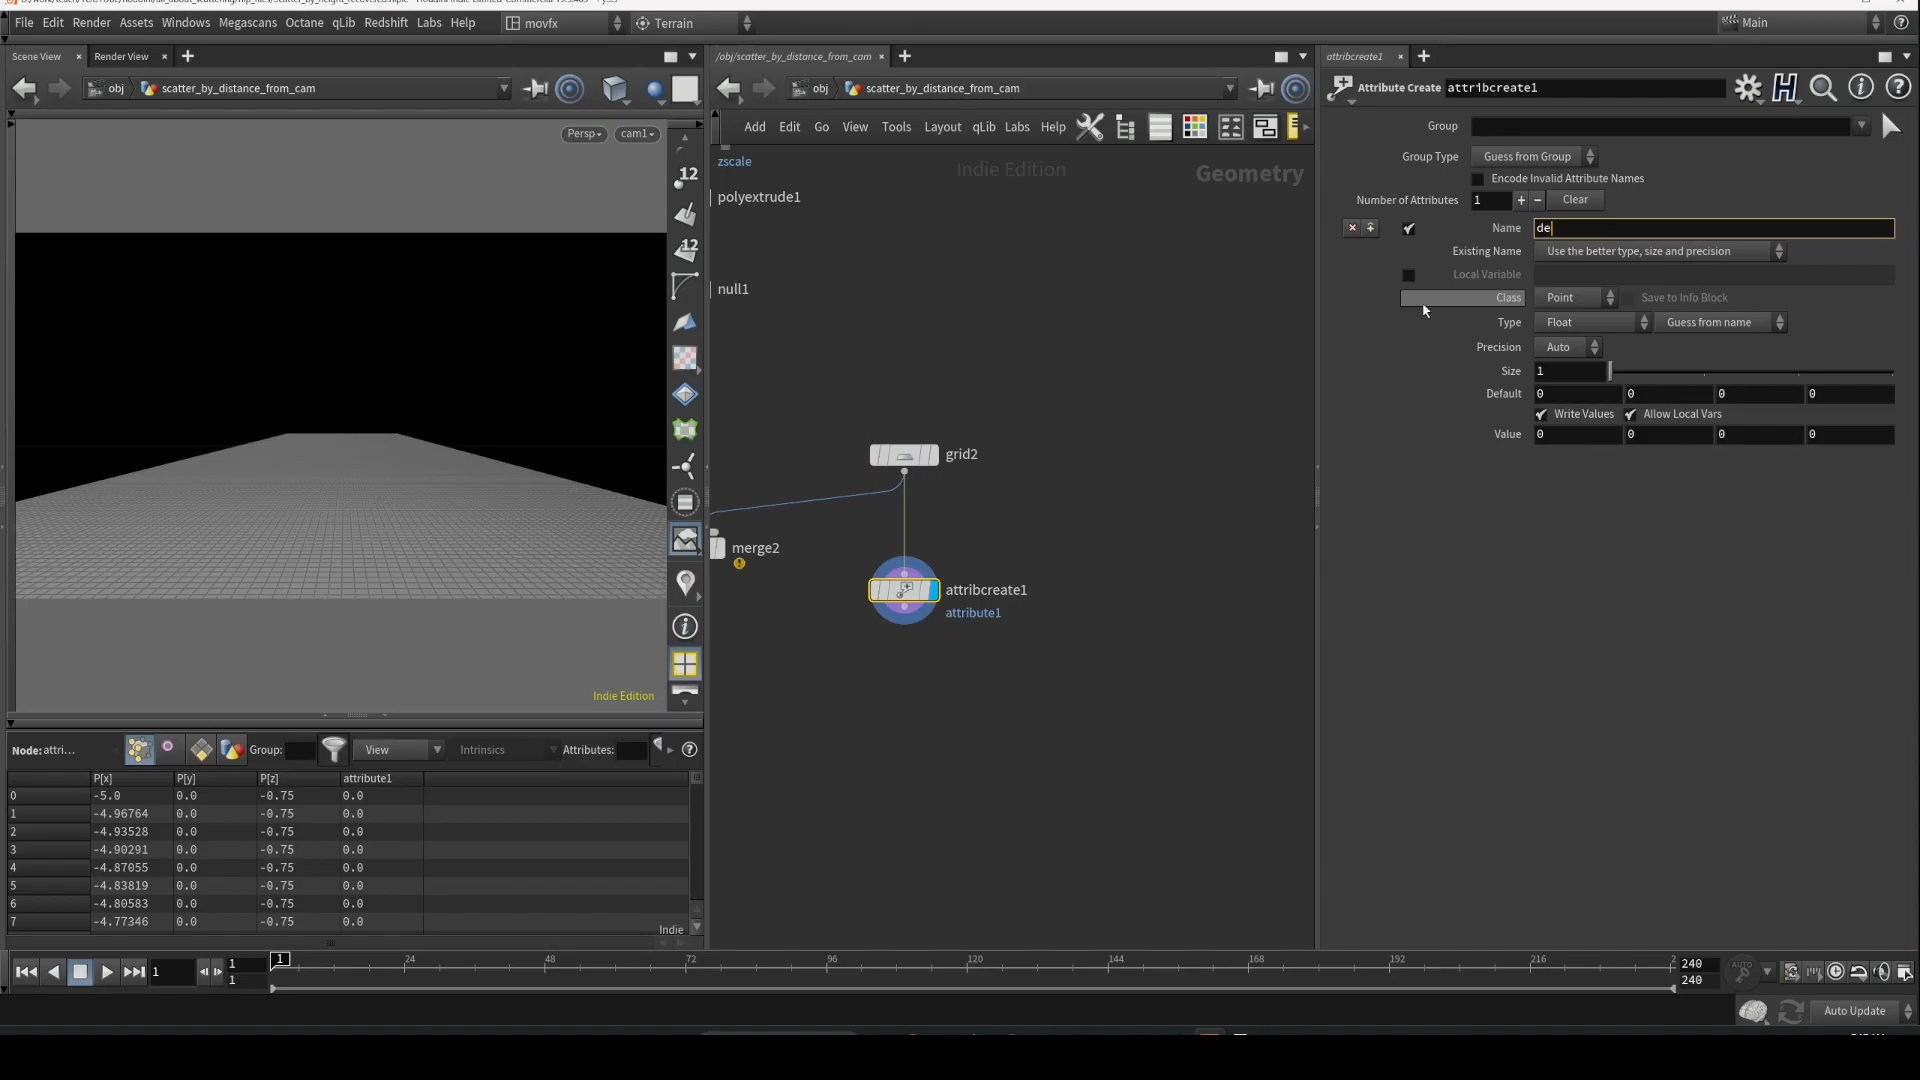 File Edit Render Assets Windows Megascans Octane qLib Redshift Labs Help movfx Terrain Main
Scene View Render View
/obj/scatter_by_distance_from_cam
attribcreate1
obj scatter_by_distance_from_cam
obj scatter_by_distance_from_cam
Attribute Create attribcreate1
Add Edit Go View Tools Layout qLib Labs Help
Persp cam1
zscale
Indie Edition
Geometry
polyextrude1
null1
grid2
merge2
attribcreate1
attribute1
12
12
Indie Edition
Group
Group Type Guess from Group
Encode Invalid Attribute Names
Number of Attributes 1 + - Clear
Name de
Existing Name Use the better type, size and precision
Local Variable
Class Point Save to Info Block
Type Float Guess from name
Precision Auto
Size 1
Default 0 0 0 0
Write Values Allow Local Vars
Value 0 0 0 0
Node: attri... Group: View Intrinsics Attributes:
P[x] P[y] P[z] attribute1
0 -5.0 0.0 -0.75 0.0
1 -4.96764 0.0 -0.75 0.0
2 -4.93528 0.0 -0.75 0.0
3 -4.90291 0.0 -0.75 0.0
4 -4.87055 0.0 -0.75 0.0
5 -4.83819 0.0 -0.75 0.0
6 -4.80583 0.0 -0.75 0.0
7 -4.77346 0.0 -0.75 0.0
Indie
1 1 1 24 48 72 96 120 144 168 192 216 2 240
1 240
AUTO
Auto Update